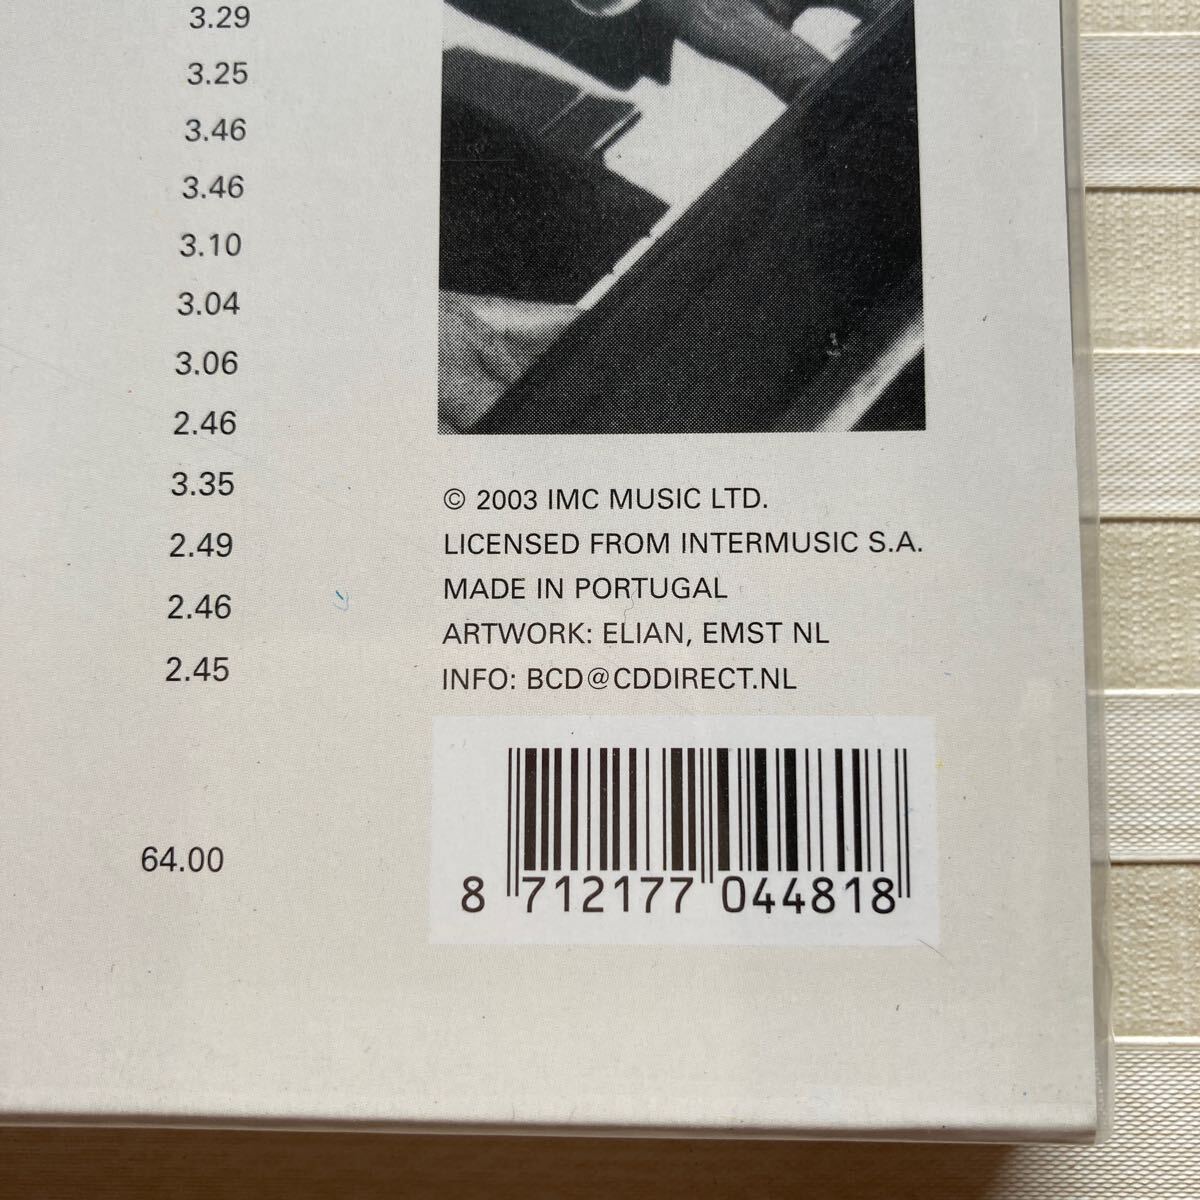 3.29
3.25
3.46
3.46
3.10
3.04
3.06
2.46
3.35
2.49
2.46
2.45
64.00
© 2003 IMC MUSIC LTD.
LICENSED FROM INTERMUSIC S.A.
MADE IN PORTUGAL
ARTWORK: ELIAN, EMST NL
INFO: BCD@CDDIRECT.NL
8 712177 044818